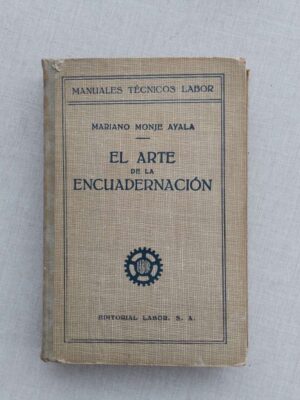 MANUALES TÉCNICOS LABOR
MARIANO MONJE AYALA
EL ARTE
DE LA
ENCUADERNACIÓN
EDITORIAL LABOR, S. A.